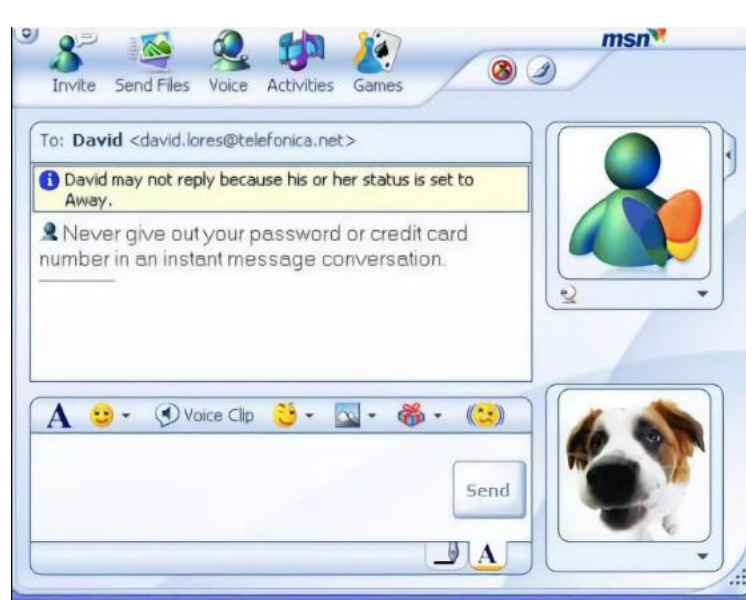 msn
Invite Send Files Voice Activities Games
To: David <david.lores@telefonica.net>
David may not reply because his or her status is set to
Away.
Never give out your password or credit card
number in an instant message conversation.
A Voice Clip
Send
A